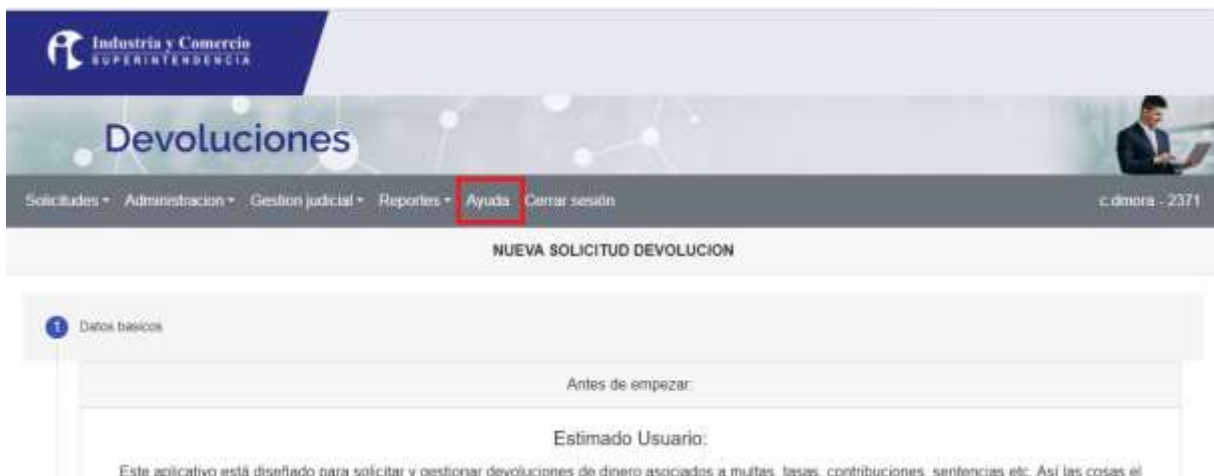 Industria y Comercio
SUPERINTENDENCIA
Devoluciones
Solicitudes Administracion Gestion judicial Reportes Ayuda Cerrar sesión c.dmora - 2371
NUEVA SOLICITUD DEVOLUCION
1 Datos basicos
Antes de empezar:
Estimado Usuario:
Este aplicativo está diseñado para solicitar y gestionar devoluciones de dinero asociados a multas, tasas, contribuciones, sentencias etc. Así las cosas el